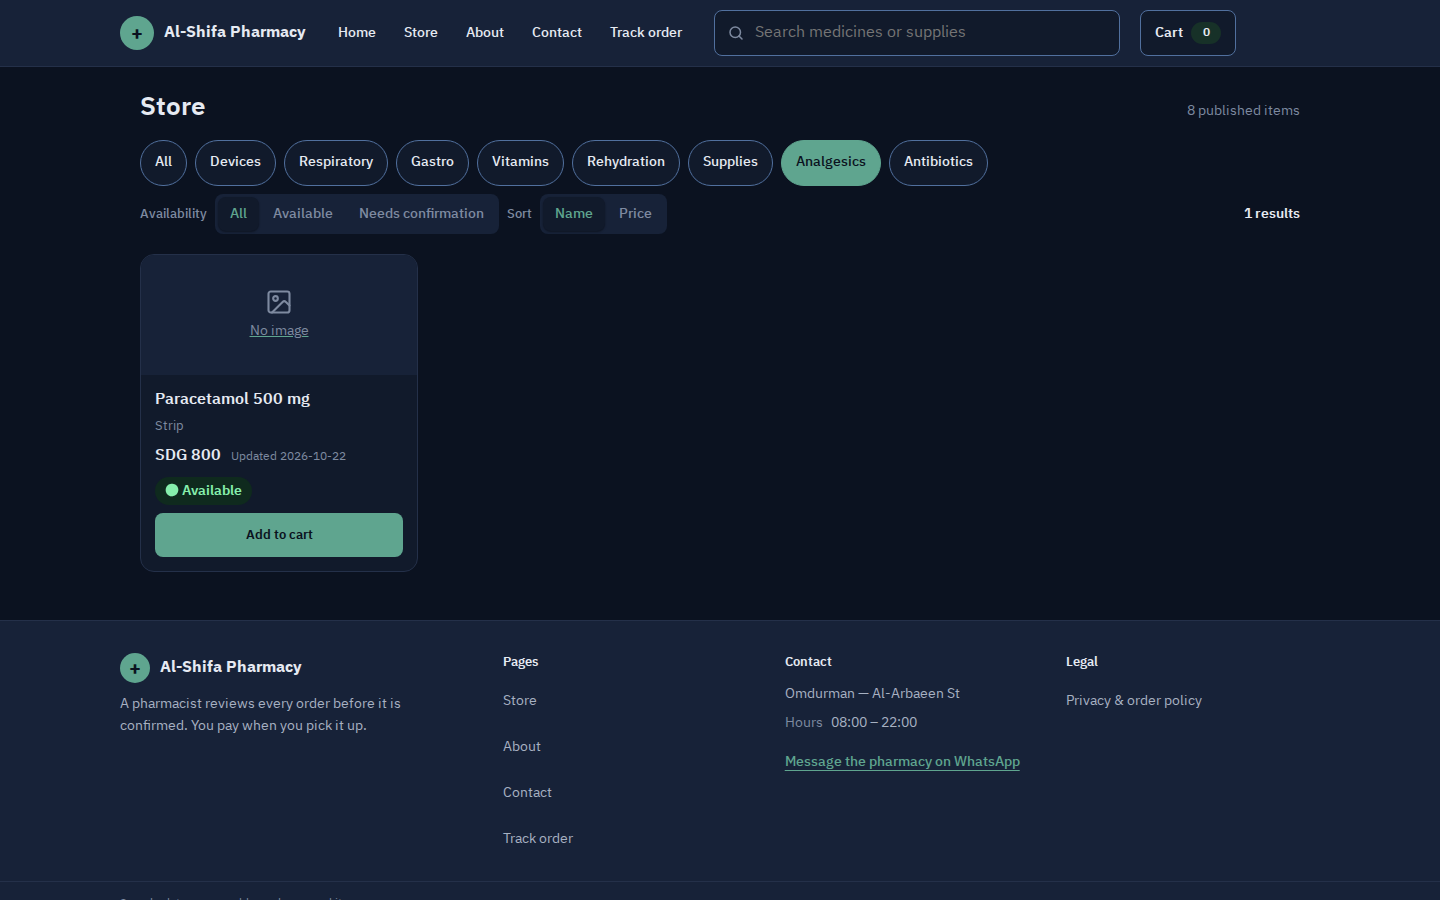 + Al-Shifa Pharmacy Home Store About Contact Track order Search medicines or supplies Cart 0
Store 8 published items
All Devices Respiratory Gastro Vitamins Rehydration Supplies Analgesics Antibiotics
Availability All Available Needs confirmation Sort Name Price 1 results
No image
Paracetamol 500 mg
Strip
SDG 800 Updated 2026-10-22
Available
Add to cart
+ Al-Shifa Pharmacy
A pharmacist reviews every order before it is
confirmed. You pay when you pick it up.
Pages
Store
About
Contact
Track order
Contact
Omdurman — Al-Arbaeen St
Hours 08:00 – 22:00
Message the pharmacy on WhatsApp
Legal
Privacy & order policy